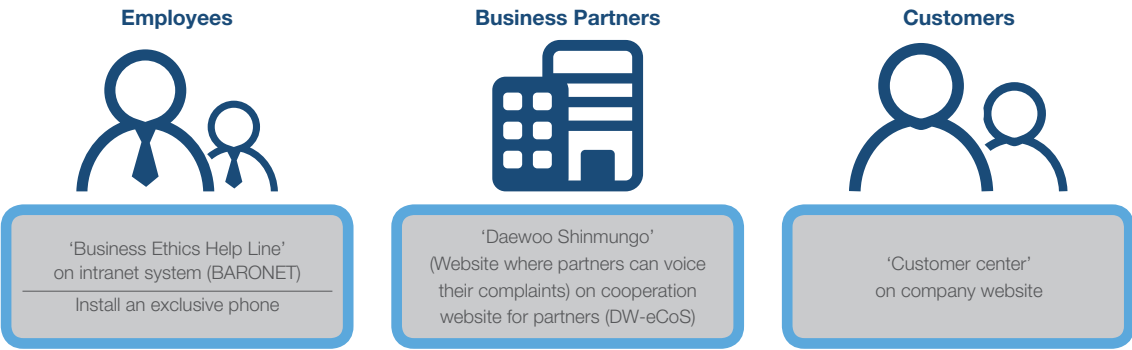 Employees
‘Business Ethics Help Line’
on intranet system (BARONET)
Install an exclusive phone
Business Partners
‘Daewoo Shinmungo’
(Website where partners can voice
their complaints) on cooperation
website for partners (DW-eCoS)
Customers
‘Customer center’
on company website